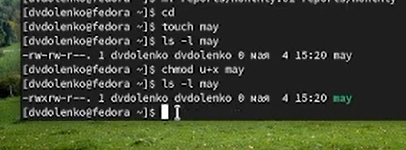 [dvdolenko@fedora ~]$ cd
[dvdolenko@fedora ~]$ touch may
[dvdolenko@fedora ~]$ ls -l may
-rw-rw-r--. 1 dvdolenko dvdolenko 0 мая  4 15:20 may
[dvdolenko@fedora ~]$ chmod u+x may
[dvdolenko@fedora ~]$ ls -l may
-rwxrw-r--. 1 dvdolenko dvdolenko 0 мая  4 15:20 may
[dvdolenko@fedora ~]$